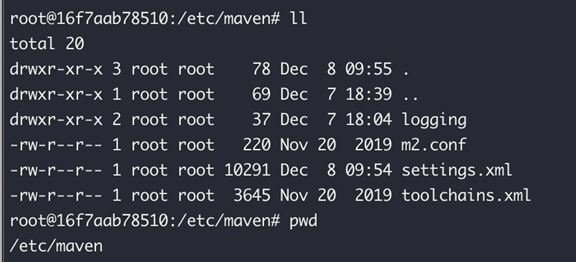 root@16f7aab78510:/etc/maven# ll
total 20
drwxr-xr-x 3 root root    78 Dec  8 09:55 .
drwxr-xr-x 1 root root    69 Dec  7 18:39 ..
drwxr-xr-x 2 root root    37 Dec  7 18:04 logging
-rw-r--r-- 1 root root   220 Nov 20  2019 m2.conf
-rw-r--r-- 1 root root 10291 Dec  8 09:54 settings.xml
-rw-r--r-- 1 root root  3645 Nov 20  2019 toolchains.xml
root@16f7aab78510:/etc/maven# pwd
/etc/maven